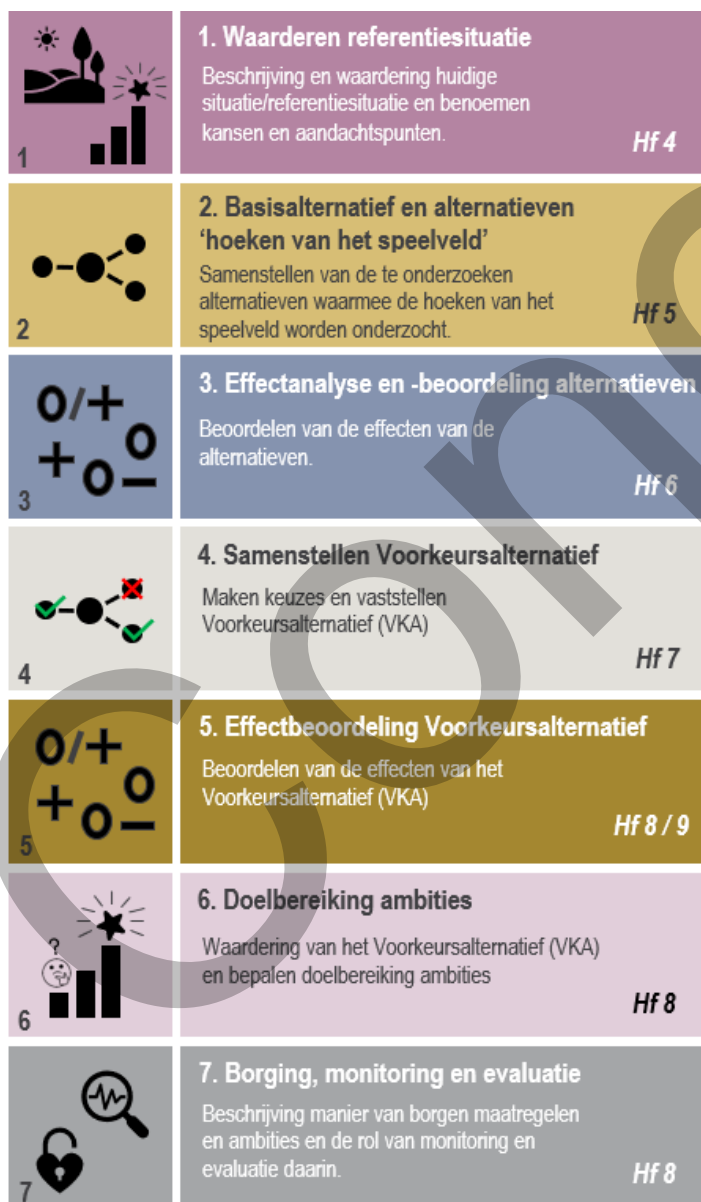 1. Waarderen referentiesituatie
Beschrijving en waardering huidige
situatie/referentiesituatie en benoemen
kansen en aandachtspunten.
Hf 4
1
2. Basisalternatief en alternatieven
‘hoeken van het speelveld’
Samenstellen van de te onderzoeken
alternatieven waarmee de hoeken van het
speelveld worden onderzocht.
Hf 5
2
0/+
+0
0
−
3. Effectanalyse en -beoordeling alternatieven
Beoordelen van de effecten van de
alternatieven.
Hf 6
3
4. Samenstellen Voorkeursalternatief
Maken keuzes en vaststellen
Voorkeursalternatief (VKA)
Hf 7
4
0/+
+0
0
−
5. Effectbeoordeling Voorkeursalternatief
Beoordelen van de effecten van het
Voorkeursalternatief (VKA)
Hf 8 / 9
5
?
6. Doelbereiking ambities
Waardering van het Voorkeursalternatief (VKA)
en bepalen doelbereiking ambities
Hf 8
6
7. Borging, monitoring en evaluatie
Beschrijving manier van borgen maatregelen
en ambities en de rol van monitoring en
evaluatie daarin.
Hf 8
7